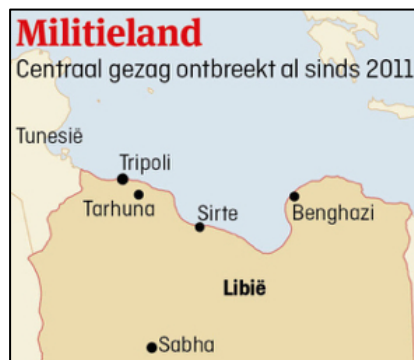 Militieland
Centraal gezag ontbreekt al sinds 2011
Tunesië
Tripoli
Tarhuna
Sirte
Benghazi
Libië
Sabha